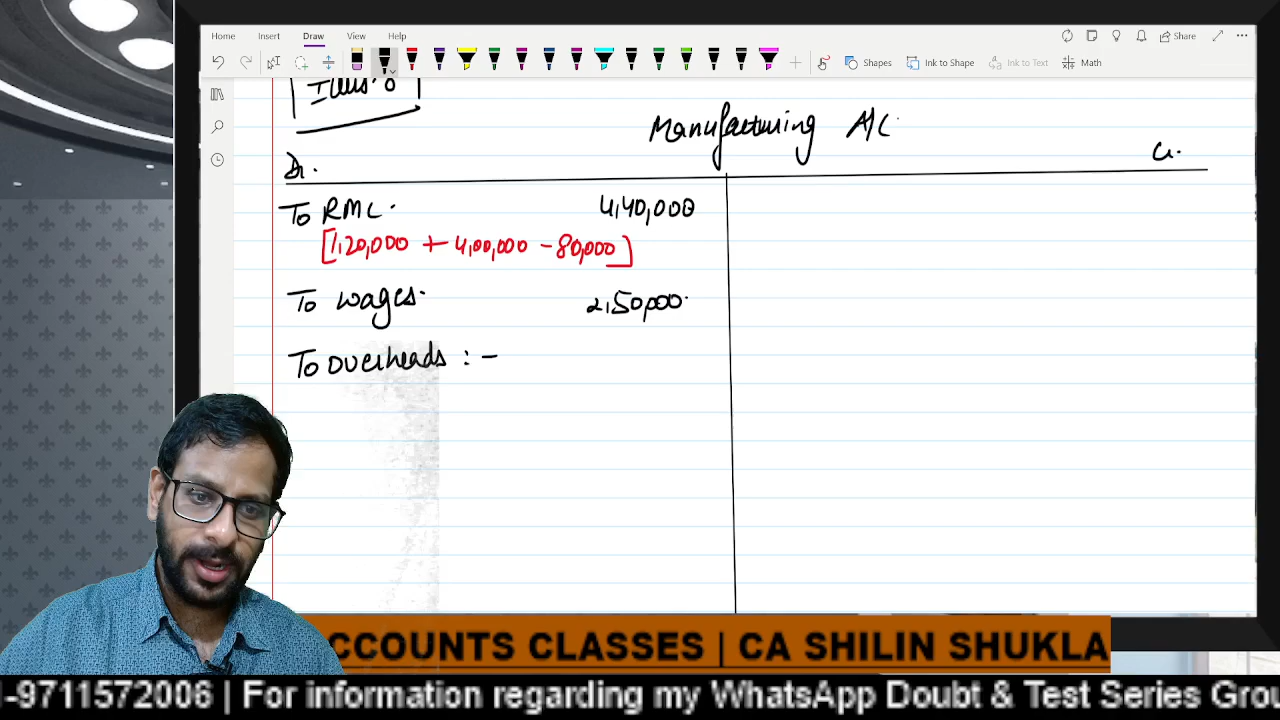 Home Insert Draw View Help
Share
Shapes Ink to Shape Ink to Text Math
Illus. 8
Manufacturing A/C
Dr. Cr.
To RMC. 4,40,000
[1,20,000 + 4,00,000 - 80,000]
To wages. 2,50,000.
To overheads : -
CCOUNTS CLASSES | CA SHILIN SHUKLA
-9711572006 | For information regarding my WhatsApp Doubt & Test Series Grou